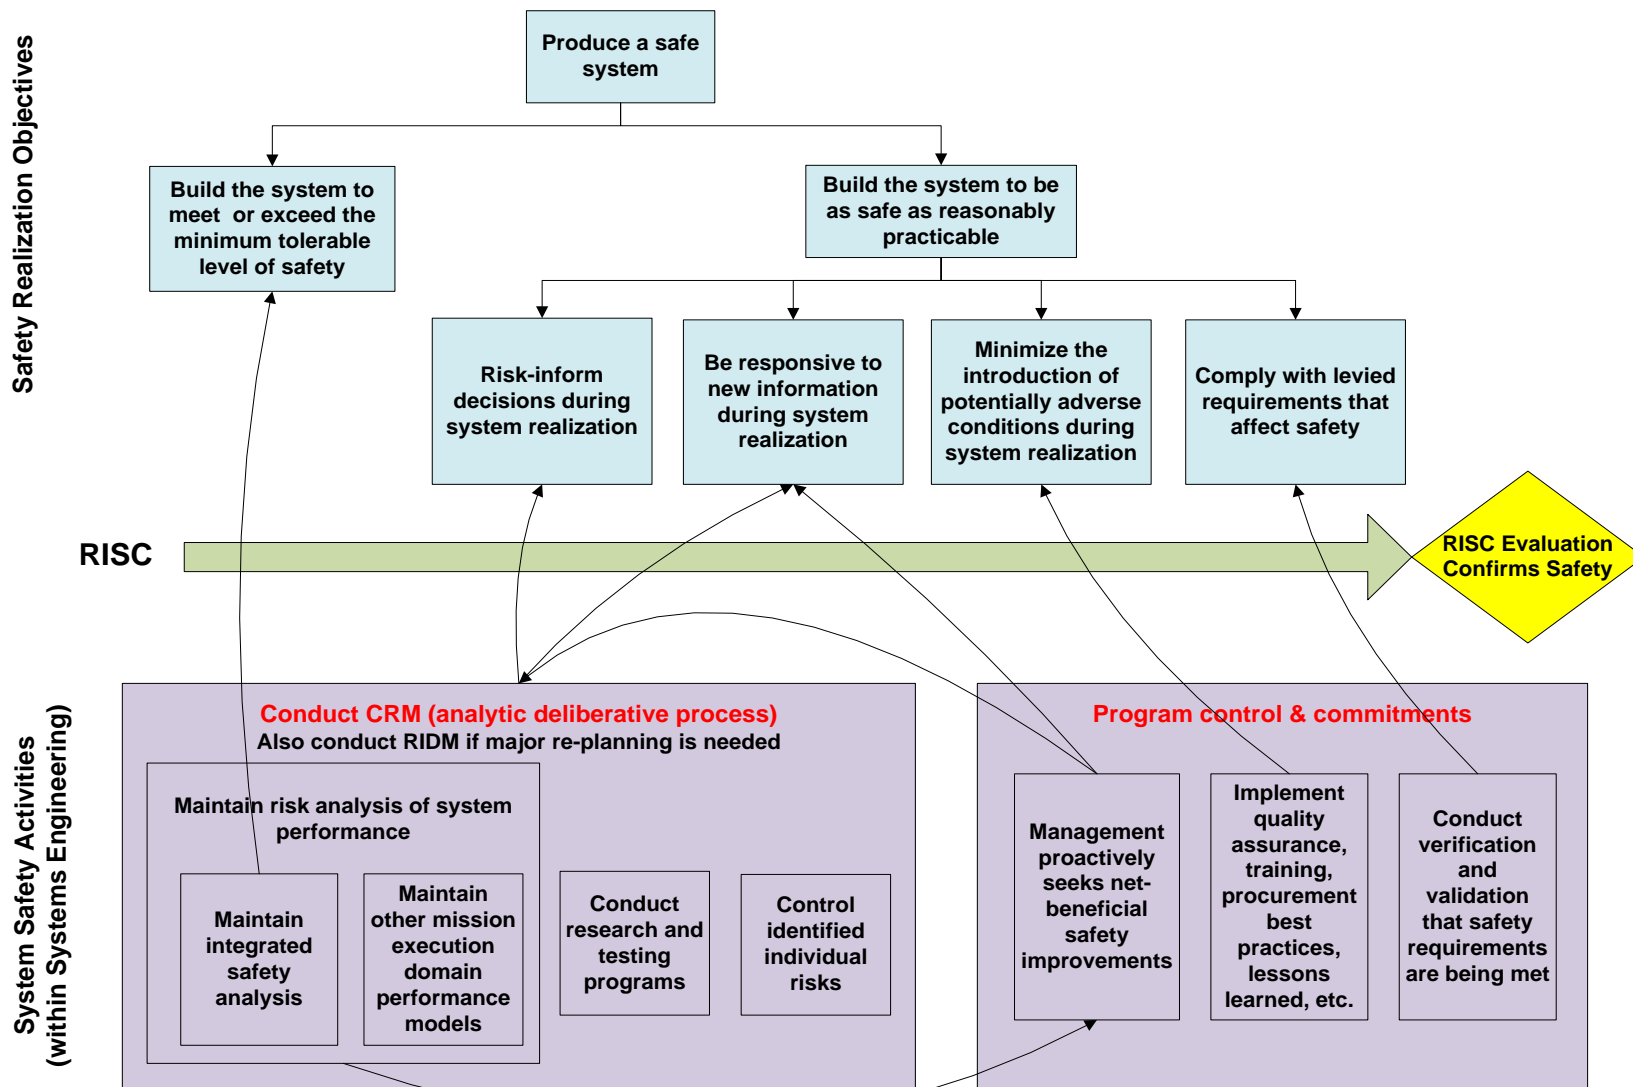 Safety Realization Objectives
Produce a safe
system
Build the system to
meet  or exceed the
minimum tolerable
level of safety
Build the system to be
as safe as reasonably
practicable
Risk-inform
decisions during
system realization
Be responsive to
new information
during system
realization
Minimize the
introduction of
potentially adverse
conditions during
system realization
Comply with levied
requirements that
affect safety
RISC
RISC Evaluation
Confirms Safety
System Safety Activities
(within Systems Engineering)
Conduct CRM (analytic deliberative process)
Also conduct RIDM if major re-planning is needed
Maintain risk analysis of system
performance
Maintain
integrated
safety
analysis
Maintain
other mission
execution
domain
performance
models
Conduct
research and
testing
programs
Control
identified
individual
risks
Program control & commitments
Management
proactively
seeks net-
beneficial
safety
improvements
Implement
quality
assurance,
training,
procurement
best
practices,
lessons
learned, etc.
Conduct
verification
and
validation
that safety
requirements
are being met